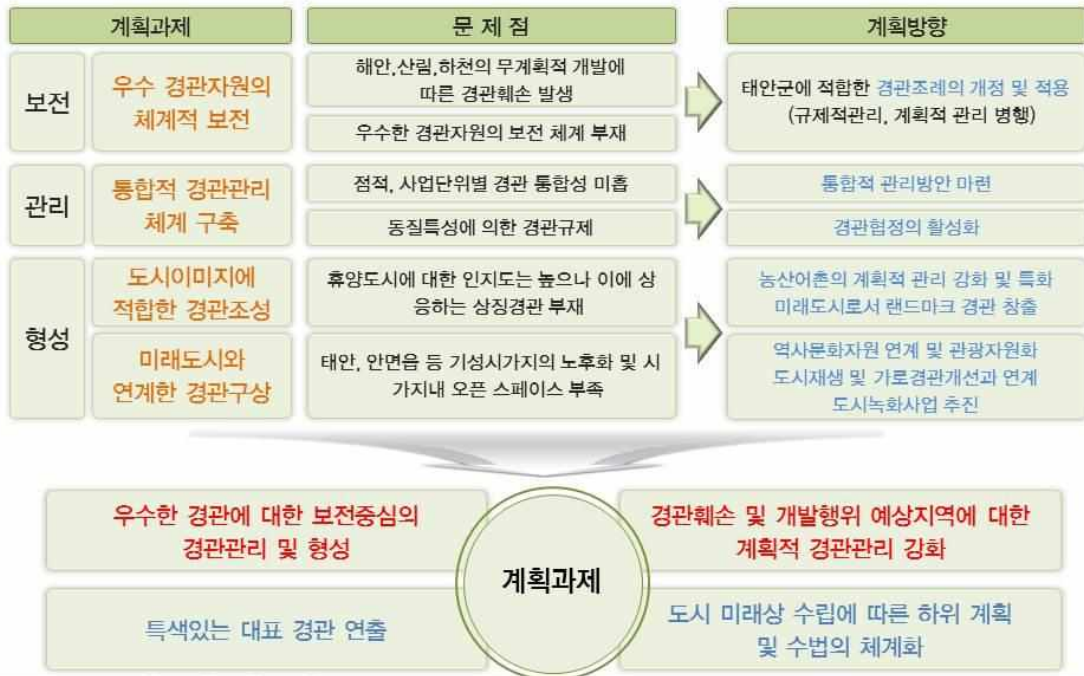 계획과제
문 제 점
계획방향
보전
우수 경관자원의
체계적 보전
해안,산림,하천의 무계획적 개발에
따른 경관훼손 발생
우수한 경관자원의 보전 체계 부재
태안군에 적합한 경관조례의 개정 및 적용
(규제적관리, 계획적 관리 병행)
관리
통합적 경관관리
체계 구축
점적, 사업단위별 경관 통합성 미흡
동질특성에 의한 경관규제
통합적 관리방안 마련
경관협정의 활성화
형성
도시이미지에
적합한 경관조성
휴양도시에 대한 인지도는 높으나 이에 상
응하는 상징경관 부재
농산어촌의 계획적 관리 강화 및 특화
미래도시로서 랜드마크 경관 창출
미래도시와
연계한 경관구상
태안, 안면읍 등 기성시가지의 노후화 및 시
가지내 오픈 스페이스 부족
역사문화자원 연계 및 관광자원화
도시재생 및 가로경관개선과 연계
도시녹화사업 추진
우수한 경관에 대한 보전중심의
경관관리 및 형성
경관훼손 및 개발행위 예상지역에 대한
계획적 경관관리 강화
계획과제
특색있는 대표 경관 연출
도시 미래상 수립에 따른 하위 계획
및 수법의 체계화